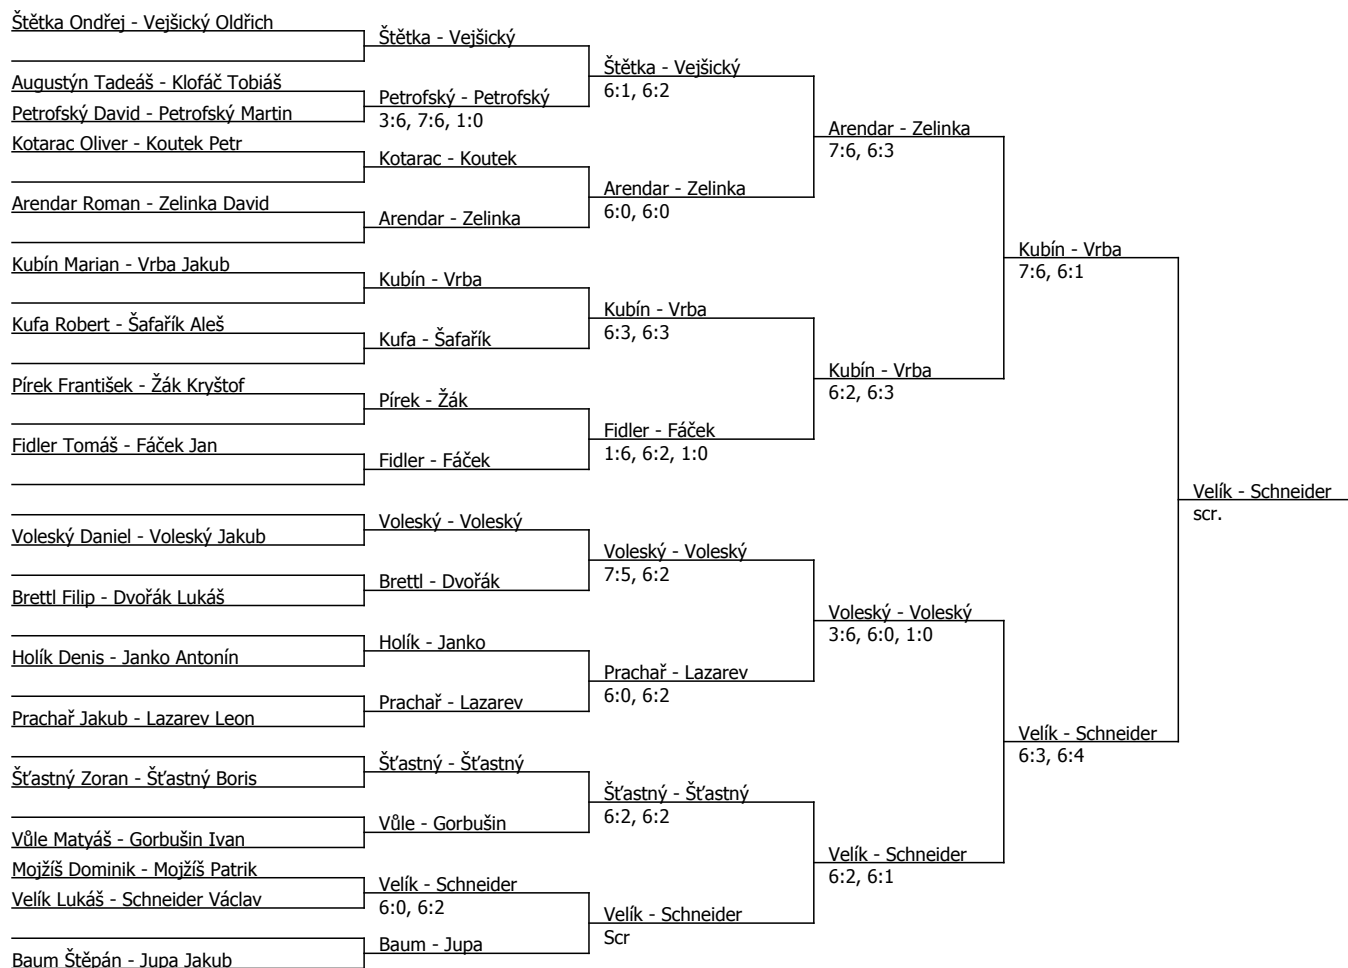 Štětka Ondřej - Vejšický Oldřich
Augustýn Tadeáš - Klofáč Tobiáš
Petrofský David - Petrofský Martin
Kotarac Oliver - Koutek Petr
Arendar Roman - Zelinka David
Kubín Marian - Vrba Jakub
Kufa Robert - Šafařík Aleš
Pírek František - Žák Kryštof
Fidler Tomáš - Fáček Jan
Voleský Daniel - Voleský Jakub
Brettl Filip - Dvořák Lukáš
Holík Denis - Janko Antonín
Prachař Jakub - Lazarev Leon
Šťastný Zoran - Šťastný Boris
Vůle Matyáš - Gorbušin Ivan
Mojžíš Dominik - Mojžíš Patrik
Velík Lukáš - Schneider Václav
Baum Štěpán - Jupa Jakub
Štětka - Vejšický
Petrofský - Petrofský
3:6, 7:6, 1:0
Kotarac - Koutek
Arendar - Zelinka
Kubín - Vrba
Kufa - Šafařík
Pírek - Žák
Fidler - Fáček
Voleský - Voleský
Brettl - Dvořák
Holík - Janko
Prachař - Lazarev
Šťastný - Šťastný
Vůle - Gorbušin
Velík - Schneider
6:0, 6:2
Baum - Jupa
Štětka - Vejšický
6:1, 6:2
Arendar - Zelinka
6:0, 6:0
Kubín - Vrba
6:3, 6:3
Fidler - Fáček
1:6, 6:2, 1:0
Voleský - Voleský
7:5, 6:2
Prachař - Lazarev
6:0, 6:2
Šťastný - Šťastný
6:2, 6:2
Velík - Schneider
Scr
Arendar - Zelinka
7:6, 6:3
Kubín - Vrba
6:2, 6:3
Voleský - Voleský
3:6, 6:0, 1:0
Velík - Schneider
6:2, 6:1
Kubín - Vrba
7:6, 6:1
Velík - Schneider
6:3, 6:4
Velík - Schneider
scr.